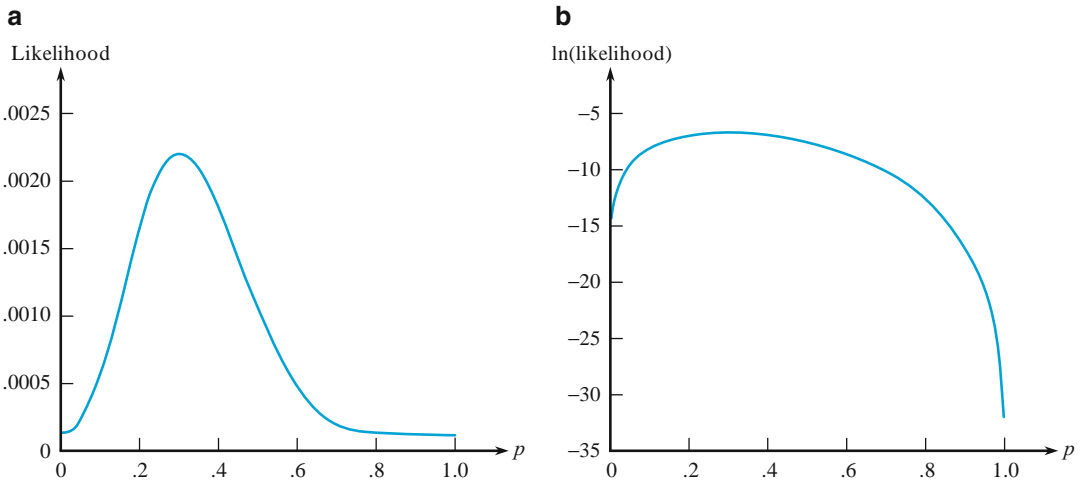 a
Likelihood
.0025
.0020
.0015
.0010
.0005
0
0 .2 .4 .6 .8 1.0
p
b
ln(likelihood)
–5
–10
–15
–20
–25
–30
–35
0 .2 .4 .6 .8 1.0
p